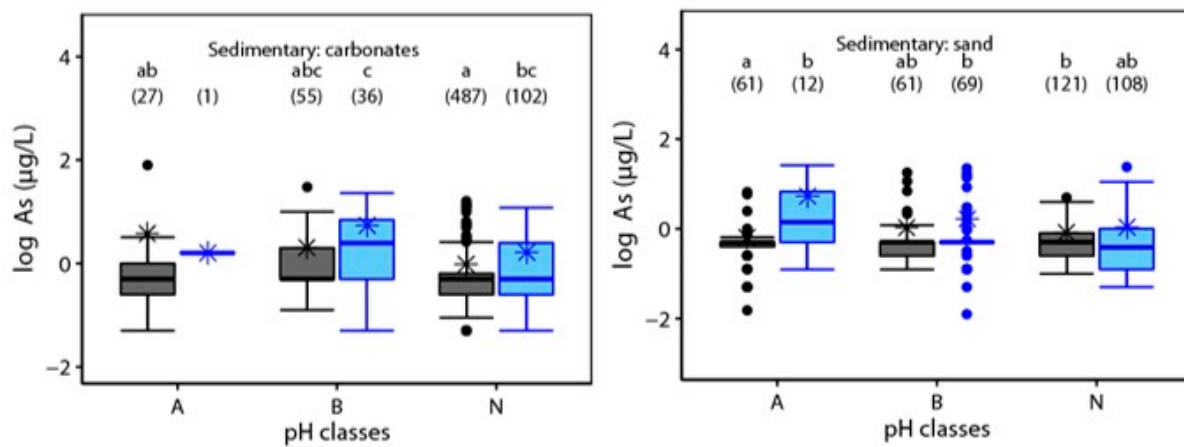 Sedimentary: carbonates
ab abc c a bc
(27) (1) (55) (36) (487) (102)
4
2
0
−2
log As (µg/L)
A B N
pH classes
Sedimentary: sand
a b ab b b ab
(61) (12) (61) (69) (121) (108)
4
2
0
−2
log As (µg/L)
A B N
pH classes